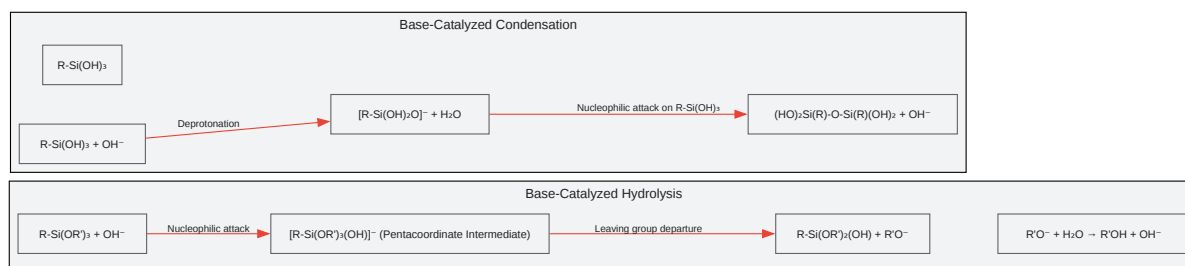 Base-Catalyzed Condensation
R-Si(OH)₃
R-Si(OH)₃ + OH⁻
Deprotonation
[R-Si(OH)₂O]⁻ + H₂O
Nucleophilic attack on R-Si(OH)₃
(HO)₂Si(R)-O-Si(R)(OH)₂ + OH⁻
Base-Catalyzed Hydrolysis
R-Si(OR')₃ + OH⁻
Nucleophilic attack
[R-Si(OR')₃(OH)]⁻ (Pentacoordinate Intermediate)
Leaving group departure
R-Si(OR')₂(OH) + R'O⁻
R'O⁻ + H₂O → R'OH + OH⁻